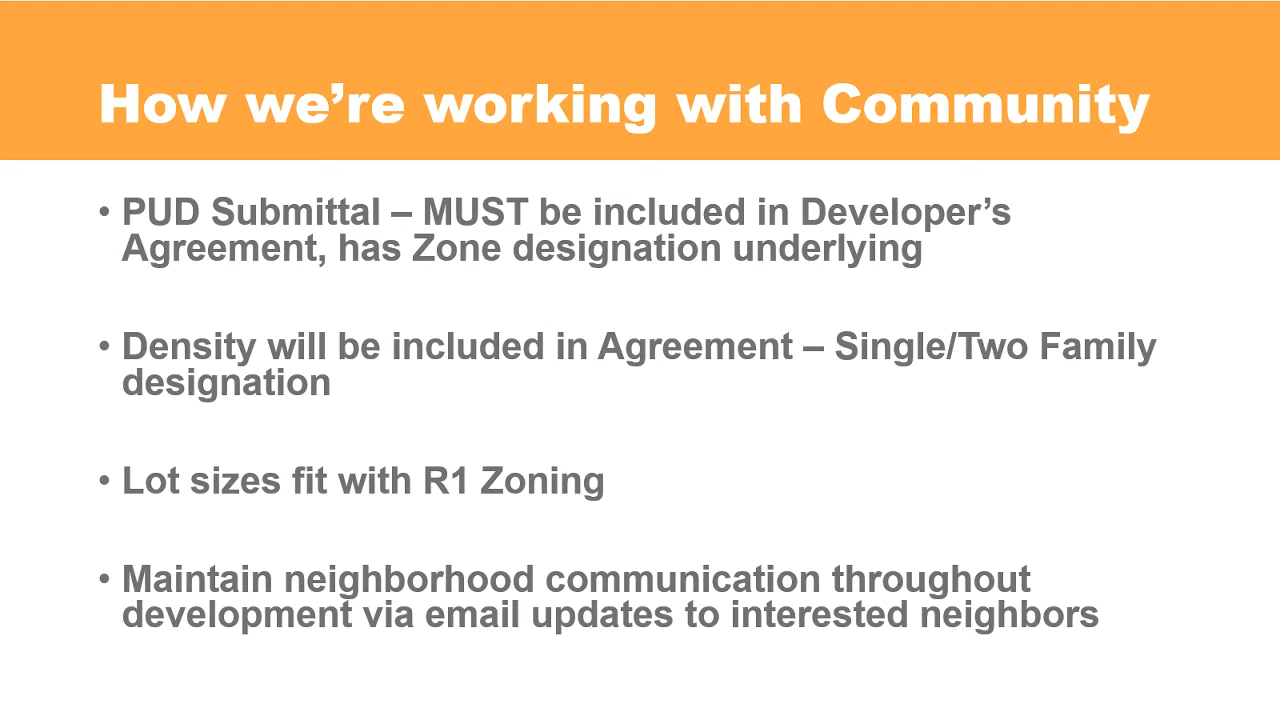 How we’re working with Community
• PUD Submittal – MUST be included in Developer’s
Agreement, has Zone designation underlying
• Density will be included in Agreement – Single/Two Family
designation
• Lot sizes fit with R1 Zoning
• Maintain neighborhood communication throughout
development via email updates to interested neighbors